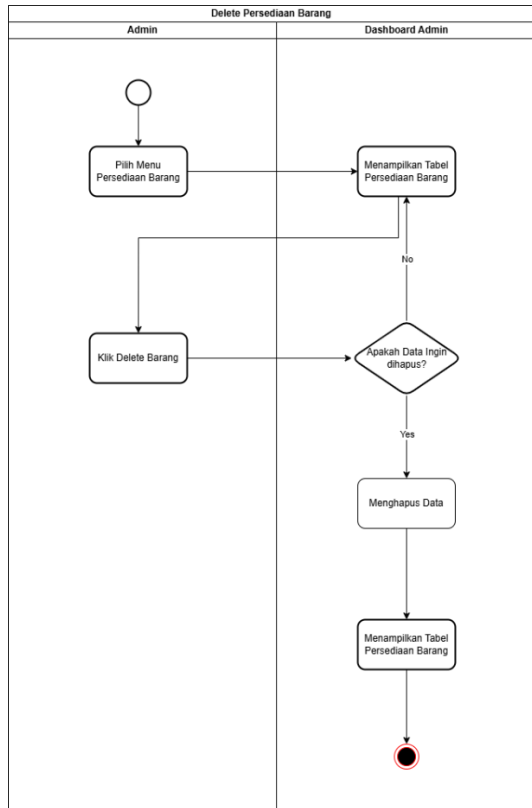 Delete Persediaan Barang
Admin
Dashboard Admin
Pilih Menu
Persediaan Barang
Menampilkan Tabel
Persediaan Barang
No
Klik Delete Barang
Apakah Data Ingin
dihapus?
Yes
Menghapus Data
Menampilkan Tabel
Persediaan Barang